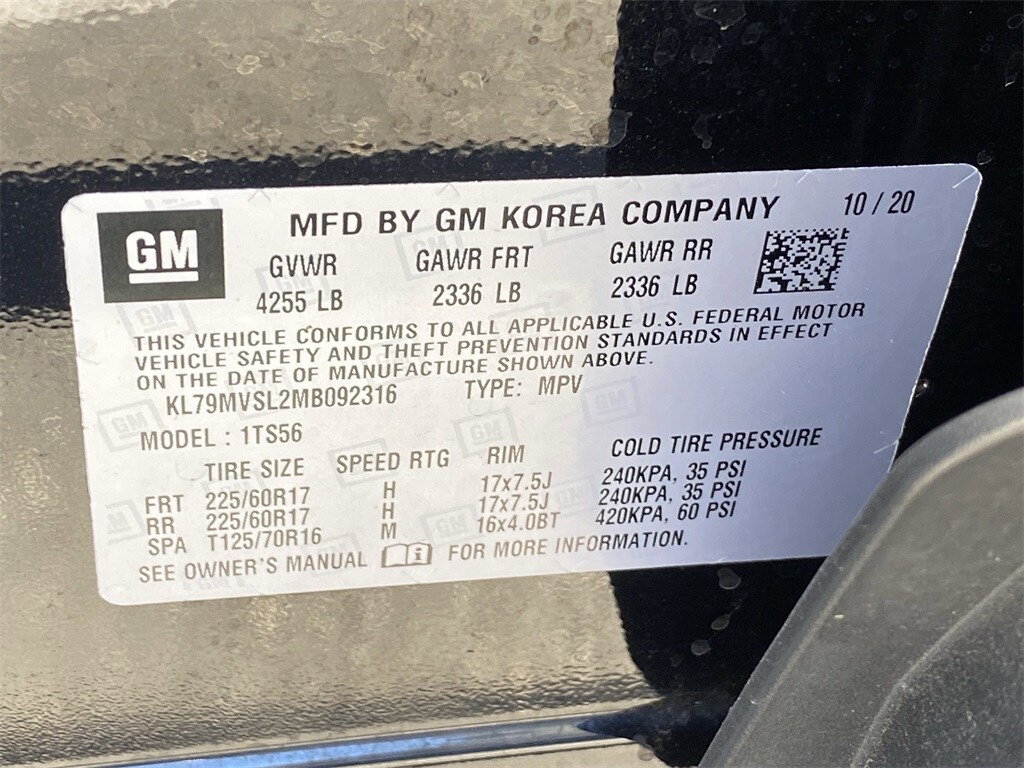 GM
MFD BY GM KOREA COMPANY 10 / 20
GVWR GAWR FRT GAWR RR
4255 LB 2336 LB 2336 LB
THIS VEHICLE CONFORMS TO ALL APPLICABLE U.S. FEDERAL MOTOR
VEHICLE SAFETY AND THEFT PREVENTION STANDARDS IN EFFECT
ON THE DATE OF MANUFACTURE SHOWN ABOVE.
KL79MVSL2MB092316 TYPE: MPV
MODEL : 1TS56
TIRE SIZE SPEED RTG RIM COLD TIRE PRESSURE
FRT 225/60R17 H 17x7.5J 240KPA, 35 PSI
RR 225/60R17 H 17x7.5J 240KPA, 35 PSI
SPA T125/70R16 M 16x4.0BT 420KPA, 60 PSI
SEE OWNER'S MANUAL FOR MORE INFORMATION.